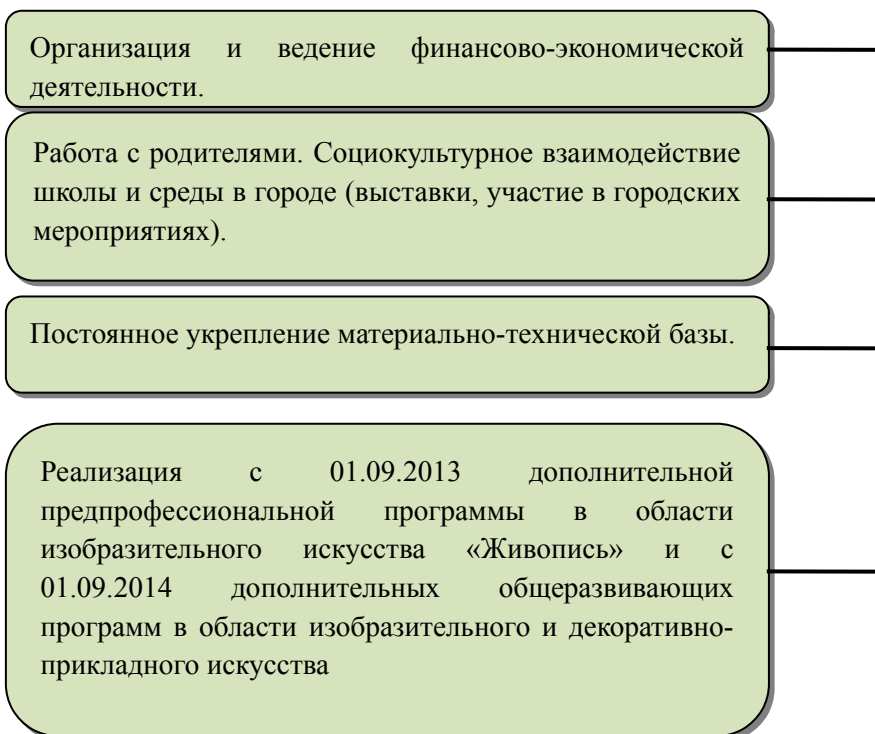 Организация и ведение финансово-экономической
деятельности.
Работа с родителями. Социокультурное взаимодействие
школы и среды в городе (выставки, участие в городских
мероприятиях).
Постоянное укрепление материально-технической базы.
Реализация с 01.09.2013 дополнительной
предпрофессиональной программы в области
изобразительного искусства «Живопись» и с
01.09.2014 дополнительных общеразвивающих
программ в области изобразительного и декоративно-
прикладного искусства